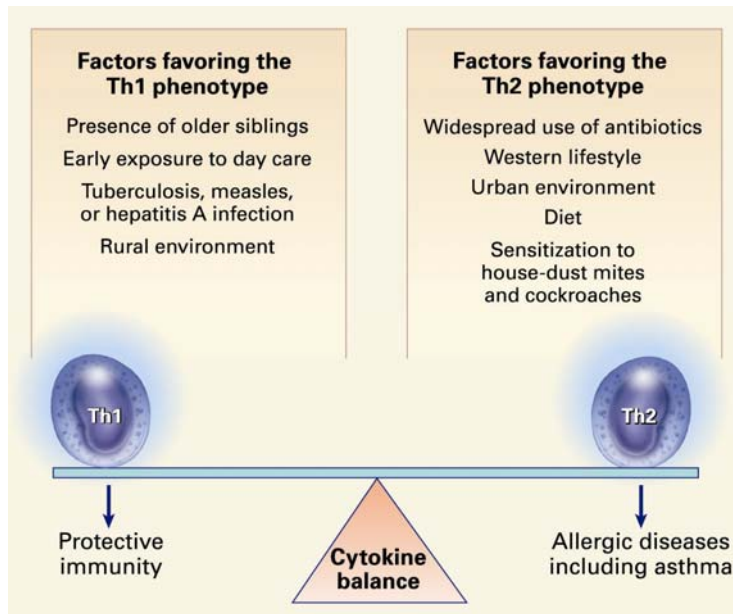 Factors favoring the
Th1 phenotype
Presence of older siblings
Early exposure to day care
Tuberculosis, measles,
or hepatitis A infection
Rural environment
Factors favoring the
Th2 phenotype
Widespread use of antibiotics
Western lifestyle
Urban environment
Diet
Sensitization to
house-dust mites
and cockroaches
Th1
Th2
Protective
immunity
Cytokine
balance
Allergic diseases
including asthma